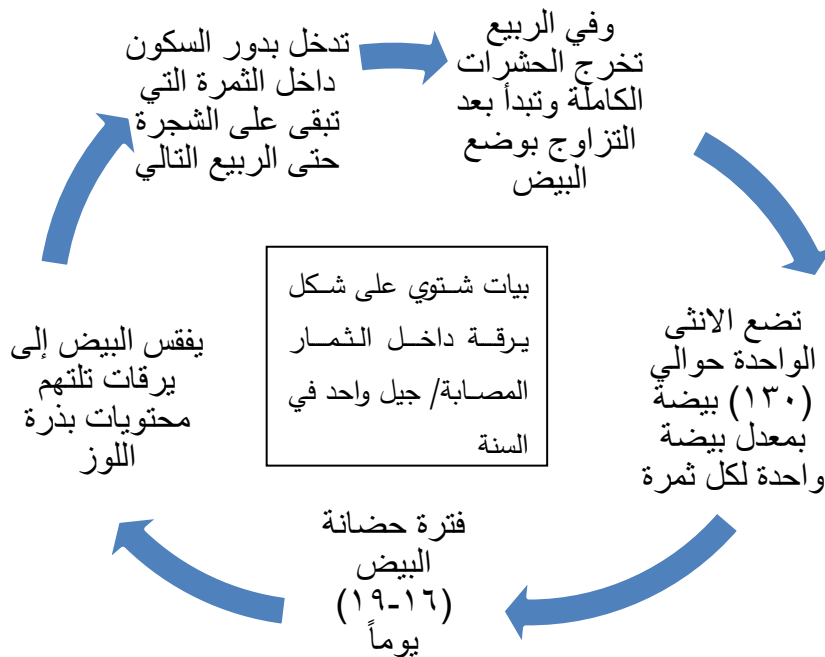 وفي الربيع
تخرج الحشرات
الكاملة وتبدأ بعد
التزاوج بوضع
البيض
تضع الانثى
الواحدة حوالي
(١٣٠) بيضة
بمعدل بيضة
واحدة لكل ثمرة
فترة حضانة
البيض
(١٦-١٩)
يوماً
يفقس البيض إلى
يرقات تلتهم
محتويات بذرة
اللوز
تدخل بدور السكون
داخل الثمرة التي
تبقى على الشجرة
حتى الربيع التالي
بيات شتوي على شكل
يرقة داخل الثمار
المصابة/ جيل واحد في
السنة